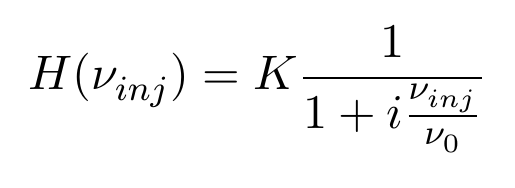 H(ν_{inj}) = K \frac{1}{1 + i\frac{ν_{inj}}{ν_0}}